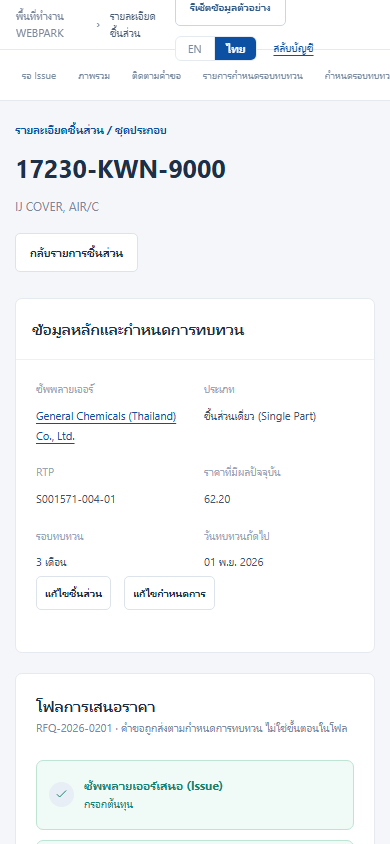 พื้นที่ทำงาน
WEBPARK
›
รายละเอียด
ชิ้นส่วน
รีเซ็ตข้อมูลตัวอย่าง
EN
ไทย
สลับบัญชี
รอ Issue
ภาพรวม
ติดตามคำขอ
รายการกำหนดรอบทบทวน
กำหนดรอบทบทว
รายละเอียดชิ้นส่วน / ชุดประกอบ
17230-KWN-9000
IJ COVER, AIR/C
กลับรายการชิ้นส่วน
ข้อมูลหลักและกำหนดการทบทวน
ซัพพลายเออร์
ประเภท
General Chemicals (Thailand)
Co., Ltd.
ชิ้นส่วนเดี่ยว (Single Part)
RTP
ราคาที่มีผลปัจจุบัน
S001571-004-01
62.20
รอบทบทวน
วันทบทวนถัดไป
3 เดือน
01 พ.ย. 2026
แก้ไขชิ้นส่วน
แก้ไขกำหนดการ
โฟลการเสนอราคา
RFQ-2026-0201 · คำขอถูกส่งตามกำหนดการทบทวน ไม่ใช่ขั้นตอนในโฟล
ซัพพลายเออร์เสนอ (Issue)
กรอกต้นทุน